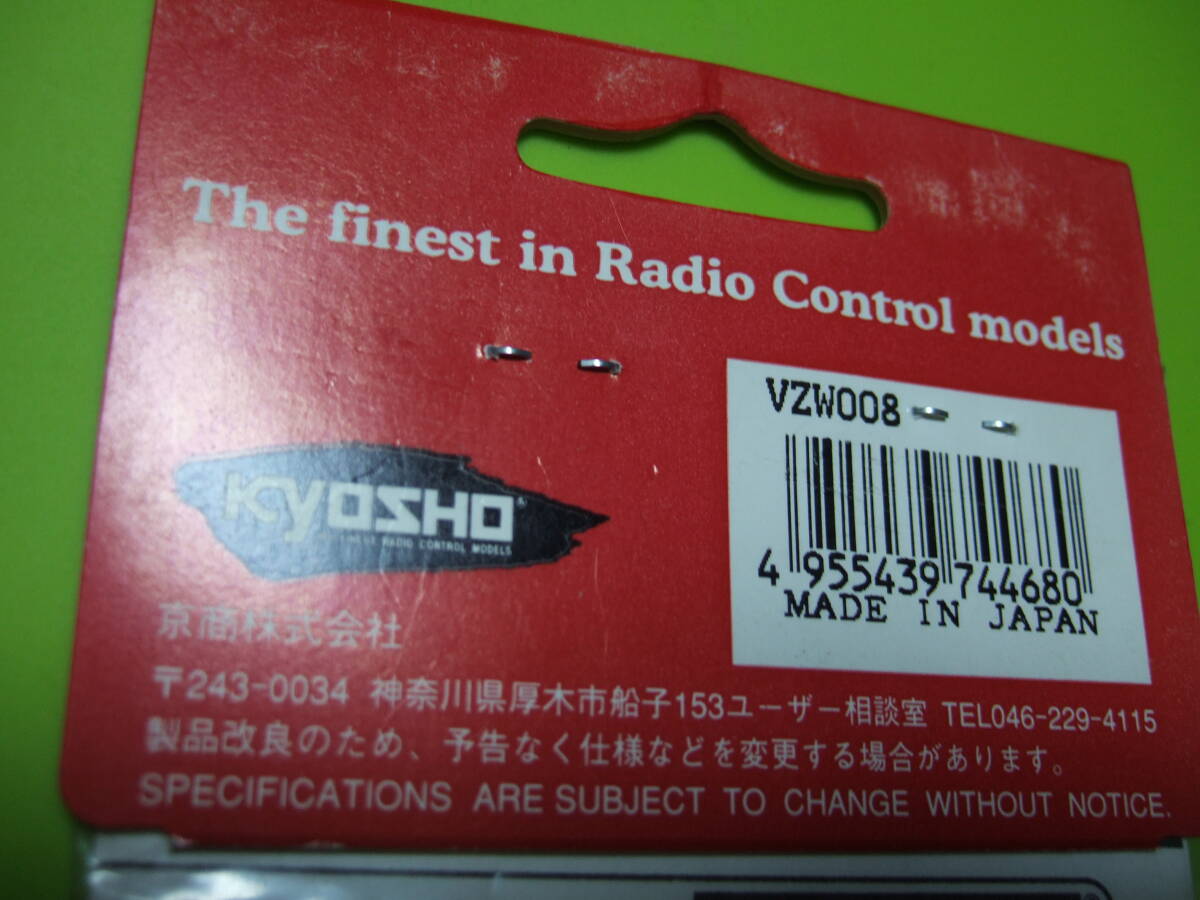 The finest in Radio Control models
VZW008
4 955439 744680
MADE IN JAPAN
KYOSHO
FINEST RADIO CONTROL MODELS
京商株式会社
〒243-0034 神奈川県厚木市船子153ユーザー相談室 TEL046-229-4115
製品改良のため、予告なく仕様などを変更する場合があります。
SPECIFICATIONS ARE SUBJECT TO CHANGE WITHOUT NOTICE.